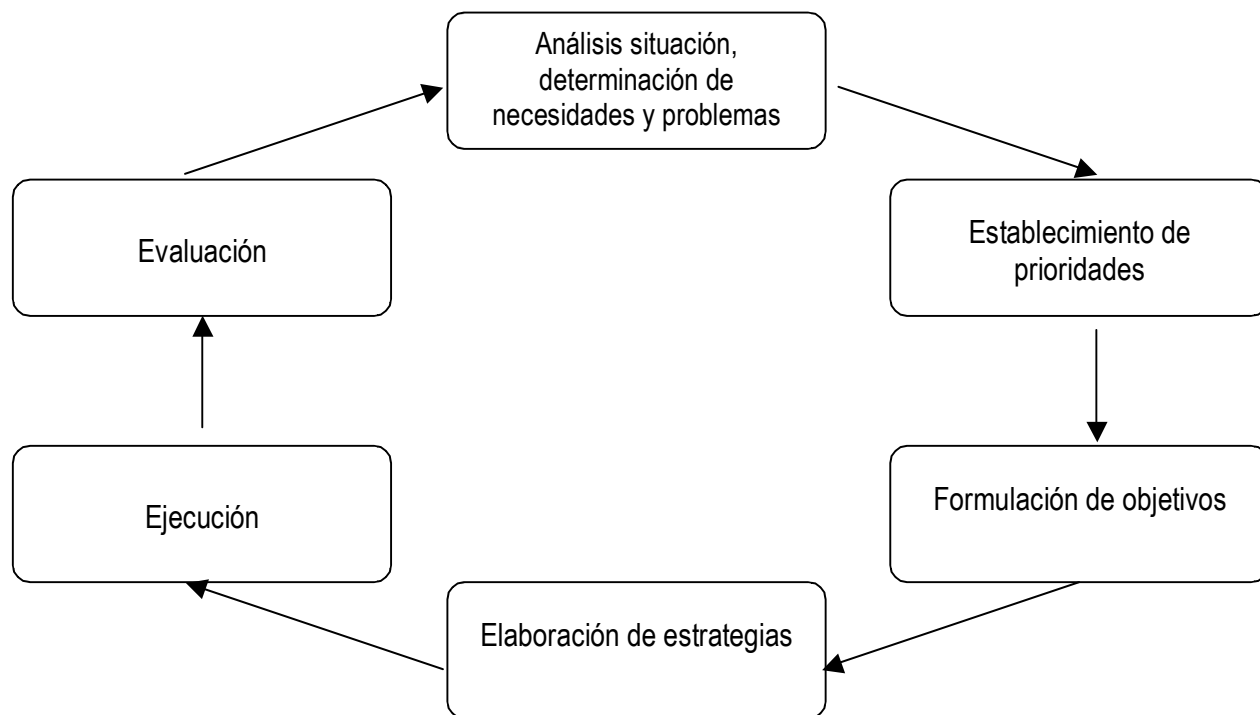 Análisis situación,
determinación de
necesidades y problemas
Establecimiento de
prioridades
Formulación de objetivos
Elaboración de estrategias
Ejecución
Evaluación